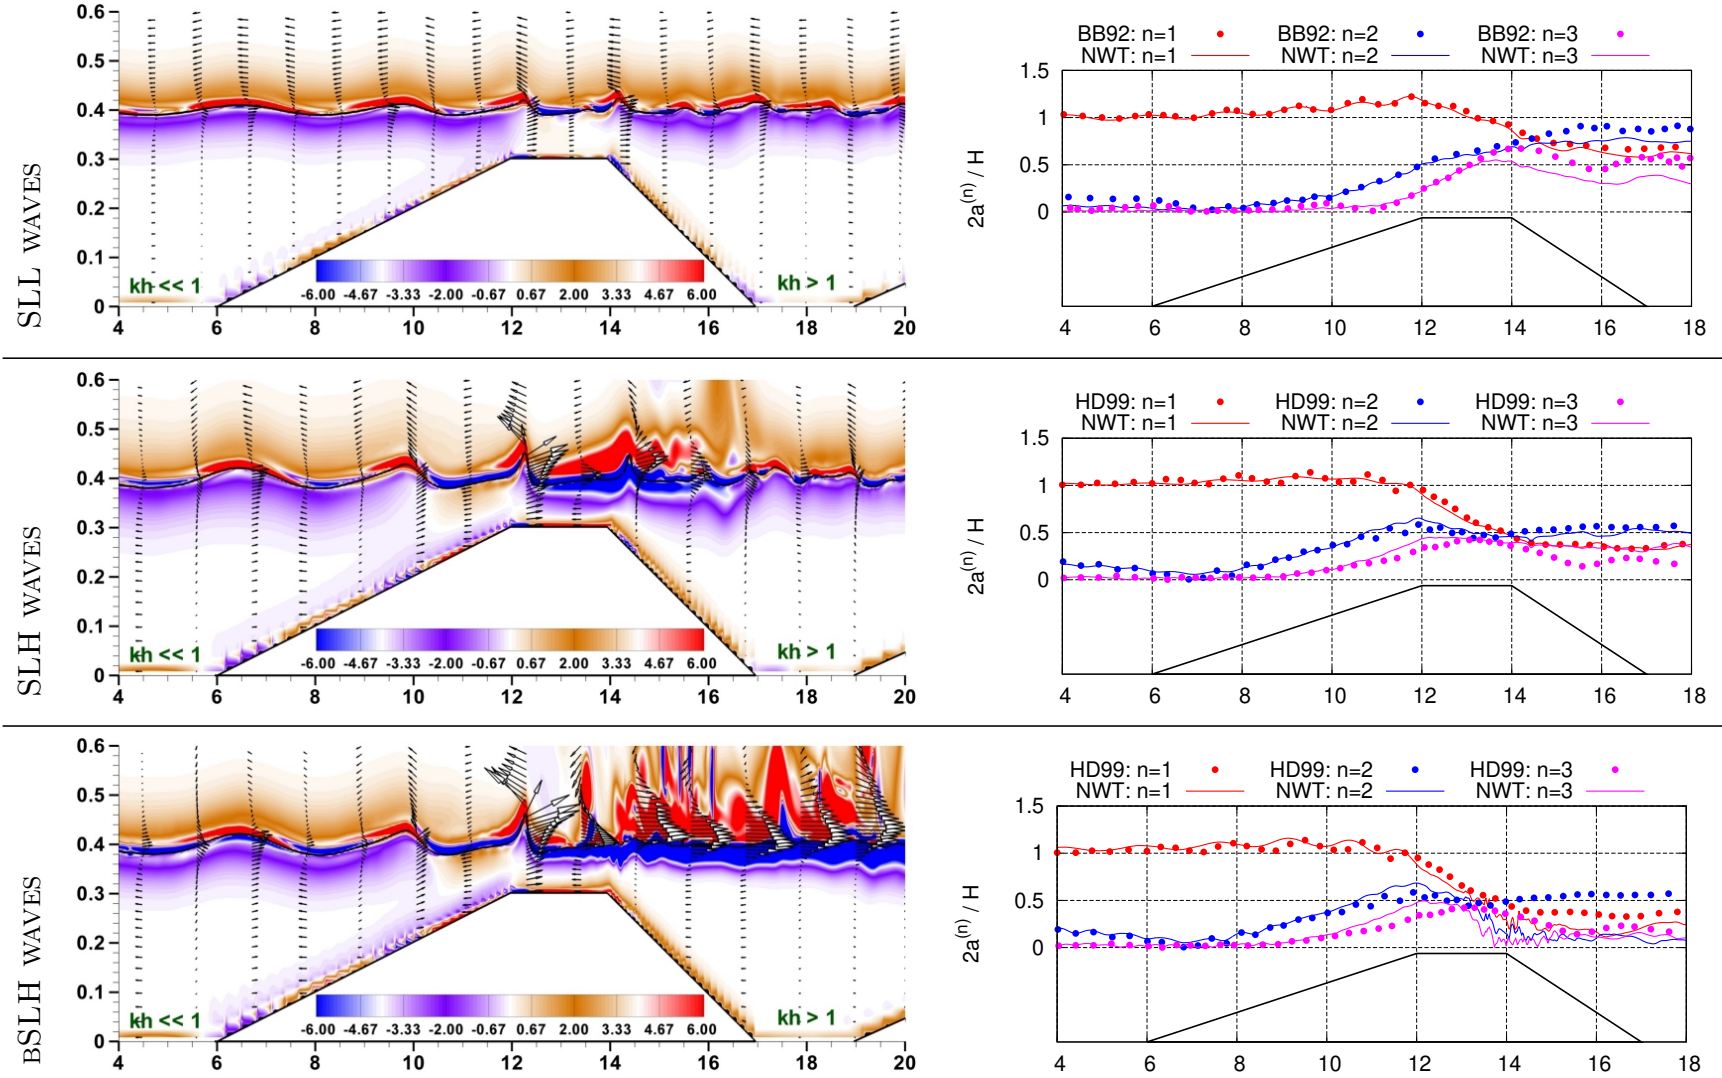 SLL WAVES
0.6
0.5
0.4
0.3
0.2
0.1
0
kh << 1
kh > 1
-6.00 -4.67 -3.33 -2.00 -0.67 0.67 2.00 3.33 4.67 6.00
4 6 8 10 12 14 16 18 20
BB92: n=1 BB92: n=2 BB92: n=3
NWT: n=1 NWT: n=2 NWT: n=3
2a(n) / H
1.5
1
0.5
0
4 6 8 10 12 14 16 18
SLH WAVES
0.6
0.5
0.4
0.3
0.2
0.1
0
kh << 1
kh > 1
-6.00 -4.67 -3.33 -2.00 -0.67 0.67 2.00 3.33 4.67 6.00
4 6 8 10 12 14 16 18 20
HD99: n=1 HD99: n=2 HD99: n=3
NWT: n=1 NWT: n=2 NWT: n=3
2a(n) / H
1.5
1
0.5
0
4 6 8 10 12 14 16 18
BSLH WAVES
0.6
0.5
0.4
0.3
0.2
0.1
0
kh << 1
kh > 1
-6.00 -4.67 -3.33 -2.00 -0.67 0.67 2.00 3.33 4.67 6.00
4 6 8 10 12 14 16 18 20
HD99: n=1 HD99: n=2 HD99: n=3
NWT: n=1 NWT: n=2 NWT: n=3
2a(n) / H
1.5
1
0.5
0
4 6 8 10 12 14 16 18